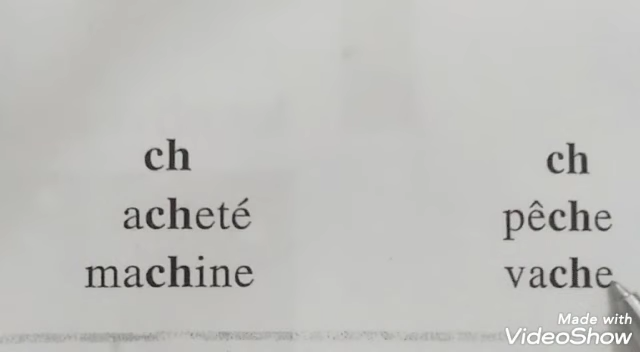 ch
acheté
machine
ch
pêche
vache
Made with
VideoShow